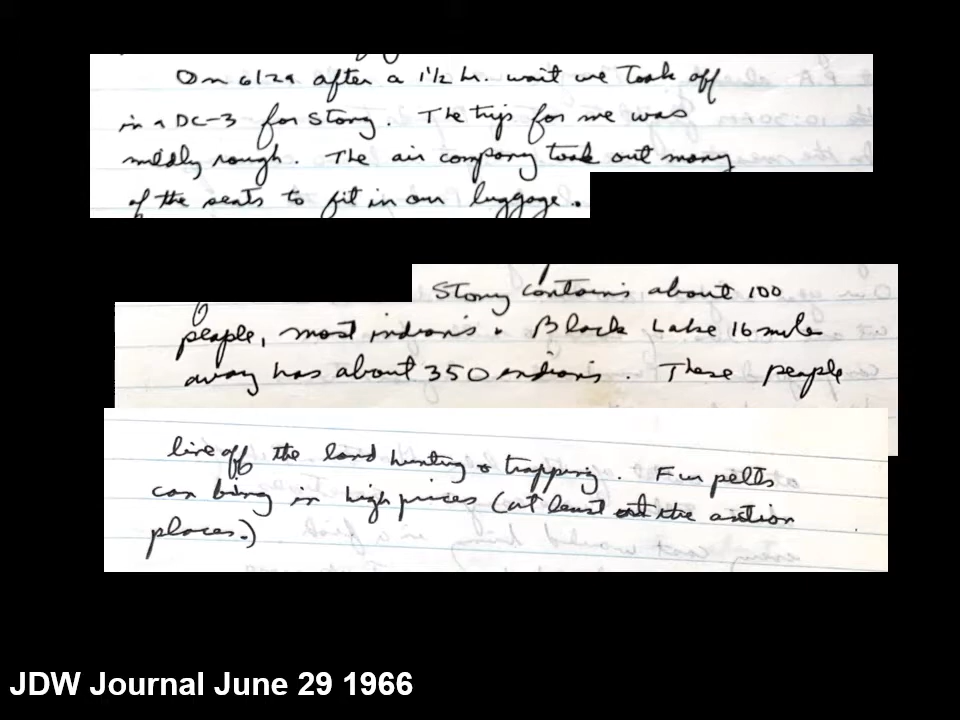 On 6/29 after a 1½ hr. wait we took off
in a DC-3 for Stony. The trip for me was
mildly rough. The air company took out many
of the seats to fit in our luggage.
Stony contains about 100
people, most indians. Black Lake 16 mile
away has about 350 indians. These people
live off the land hunting & trapping. Fur pelts
can bring in high prices (at least at the auction
places.)
JDW Journal June 29 1966